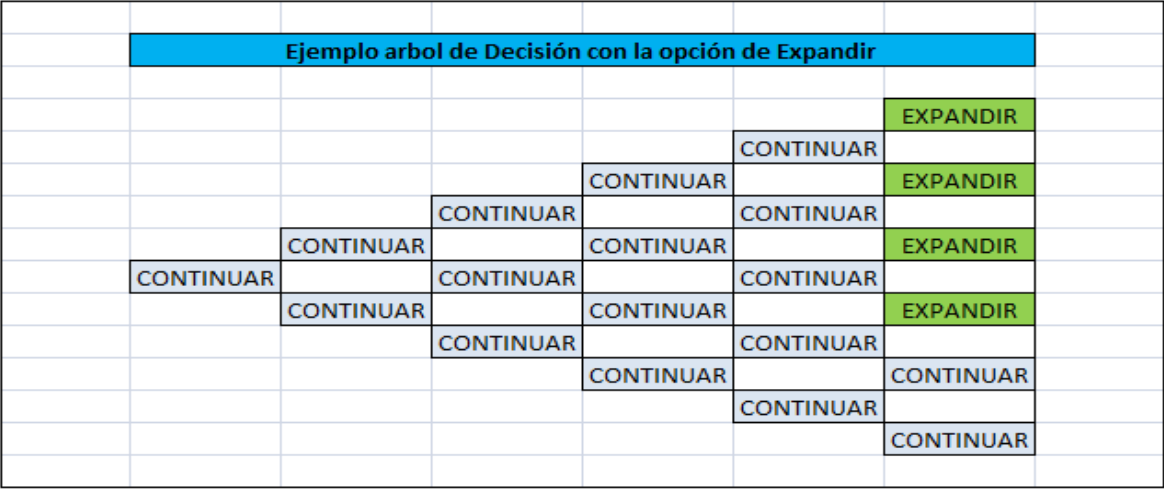 Ejemplo arbol de Decisión con la opción de Expandir
EXPANDIR
CONTINUAR
CONTINUAR EXPANDIR
CONTINUAR CONTINUAR
CONTINUAR CONTINUAR EXPANDIR
CONTINUAR CONTINUAR CONTINUAR
CONTINUAR CONTINUAR EXPANDIR
CONTINUAR CONTINUAR
CONTINUAR CONTINUAR
CONTINUAR
CONTINUAR